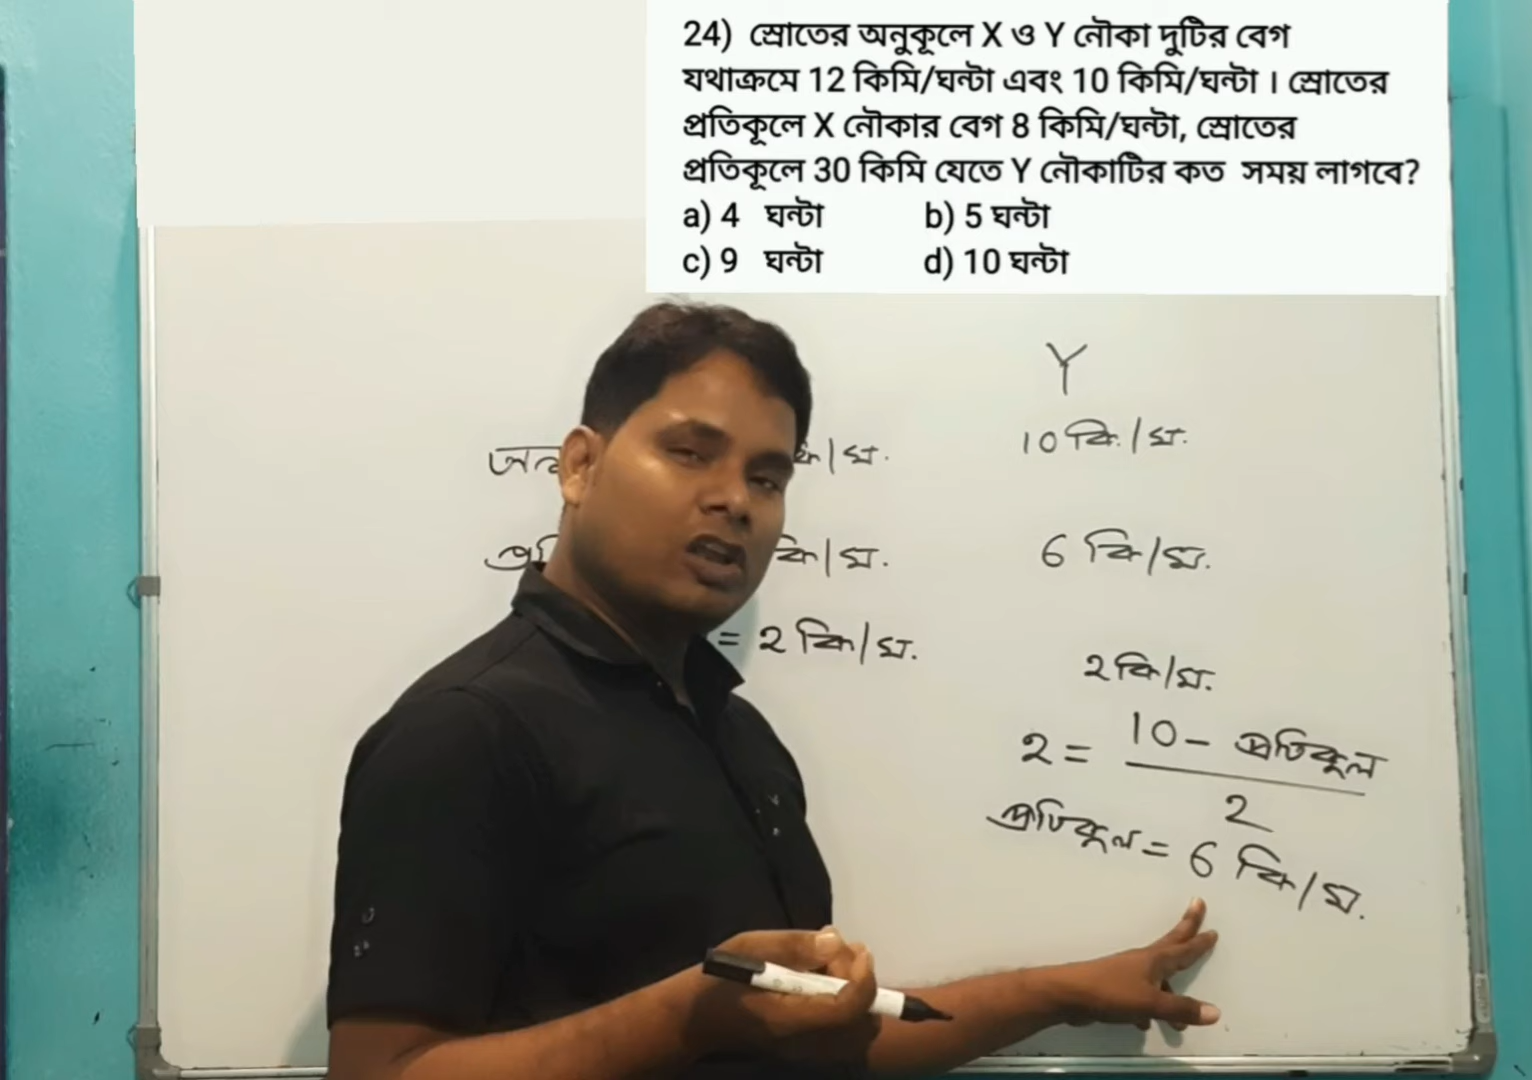 24) স্রোতের অনুকূলে X ও Y নৌকা দুটির বেগ
যথাক্রমে 12 কিমি/ঘন্টা এবং 10 কিমি/ঘন্টা । স্রোতের
প্রতিকূলে X নৌকার বেগ 8 কিমি/ঘন্টা, স্রোতের
প্রতিকূলে 30 কিমি যেতে Y নৌকাটির কত সময় লাগবে?
a) 4 ঘন্টা b) 5 ঘন্টা
c) 9 ঘন্টা d) 10 ঘন্টা
Y
10 কি./ঘ.
6 কি/ঘ.
= 2 কি/ঘ.
2 কি/ঘ.
2 = 10 - প্রতিকূল
2
প্রতিকূল = 6 কি/ঘ.